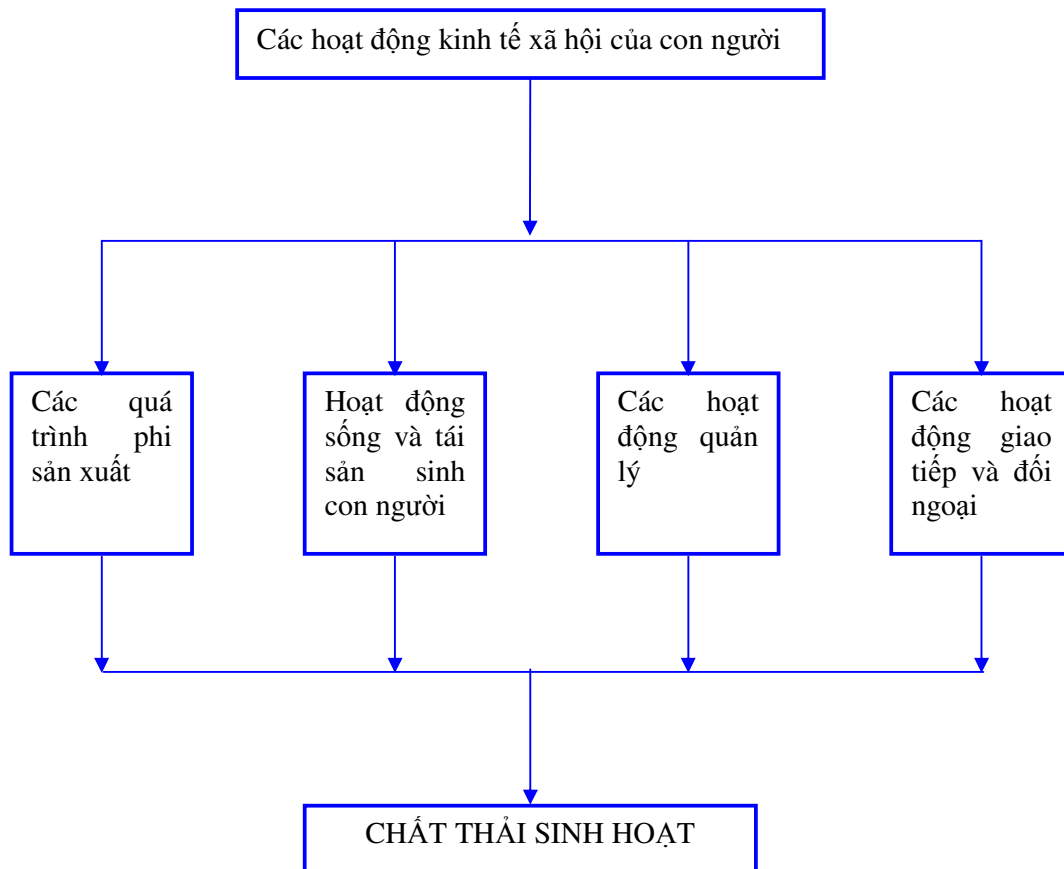 Các hoạt động kinh tế xã hội của con người
Các quá
trình phi
sản xuất
Hoạt động
sống và tái
sản sinh
con người
Các hoạt
động quản
lý
Các hoạt
động giao
tiếp và đối
ngoại
CHẤT THẢI SINH HOẠT